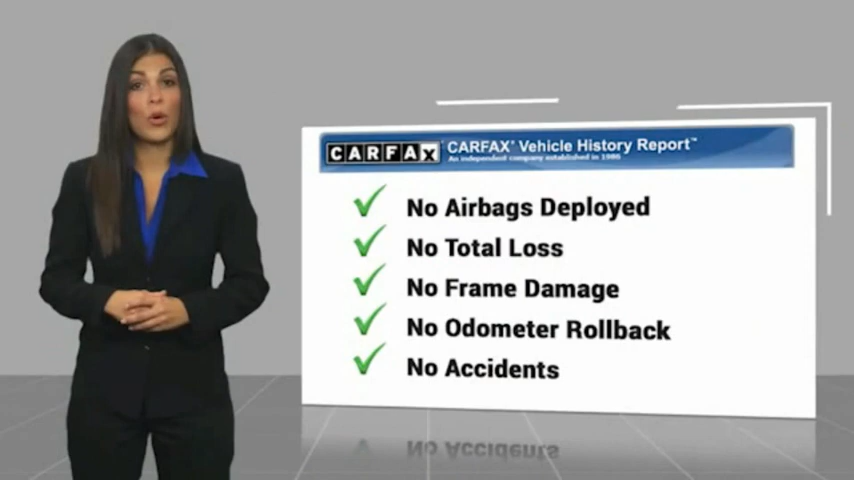 CARFAX
CARFAX® Vehicle History Report™
An independent company established in 1986
No Airbags Deployed
No Total Loss
No Frame Damage
No Odometer Rollback
No Accidents